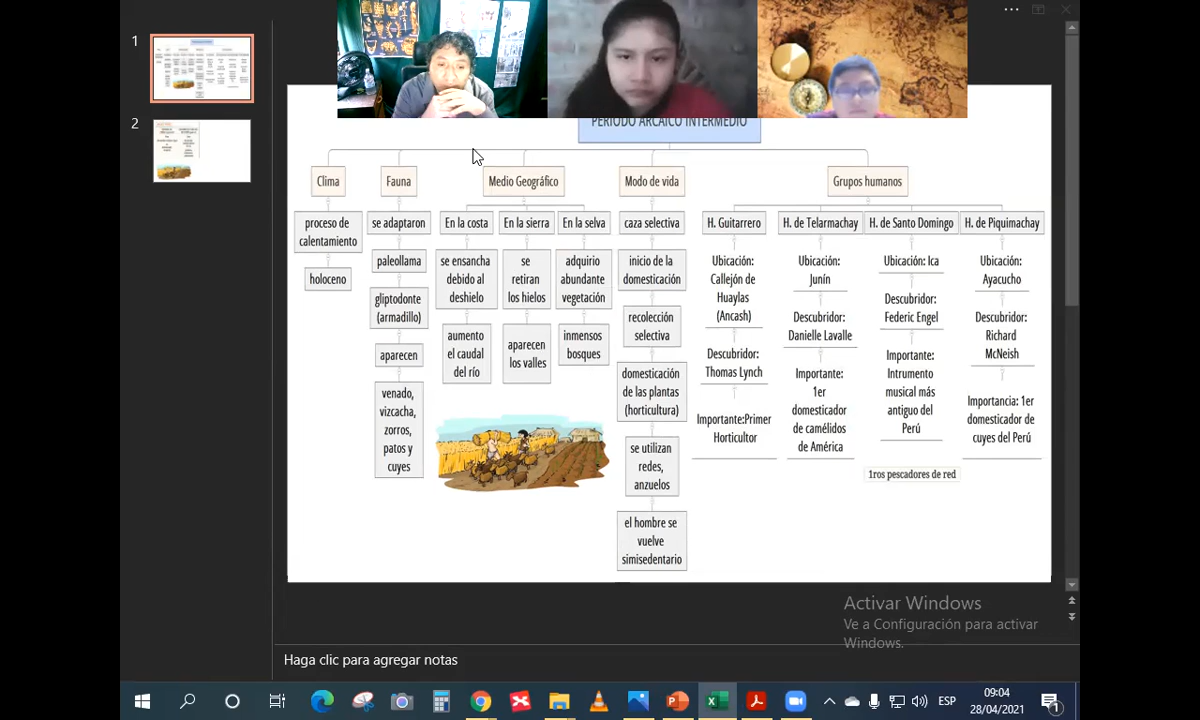 1
2
PERIODO ARCAICO INTERMEDIO
Clima
Fauna
Medio Geográfico
Modo de vida
Grupos humanos
proceso de
calentamiento
holoceno
se adaptaron
paleollama
gliptodonte
(armadillo)
aparecen
venado,
vizcacha,
zorros,
patos y
cuyes
En la costa
se ensancha
debido al
deshielo
aumento
el caudal
del río
En la sierra
se
retiran
los hielos
aparecen
los valles
En la selva
adquirio
abundante
vegetación
inmensos
bosques
caza selectiva
inicio de la
domesticación
recolección
selectiva
domesticación
de las plantas
(horticultura)
se utilizan
redes,
anzuelos
el hombre se
vuelve
simisedentario
H. Guitarrero
Ubicación:
Callejón de
Huaylas
(Ancash)
Descubridor:
Thomas Lynch
Importante:Primer
Horticultor
H. de Telarmachay
Ubicación:
Junín
Descubridor:
Danielle Lavalle
Importante:
1er
domesticador
de camélidos
de América
H. de Santo Domingo
Ubicación: Ica
Descubridor:
Federic Engel
Importante:
Intrumento
musical más
antiguo del
Perú
1ros pescadores de red
H. de Piquimachay
Ubicación:
Ayacucho
Descubridor:
Richard
McNeish
Importancia: 1er
domesticador de
cuyes del Perú
Activar Windows
Ve a Configuración para activar
Windows.
Haga clic para agregar notas
ESP
09:04
28/04/2021
1